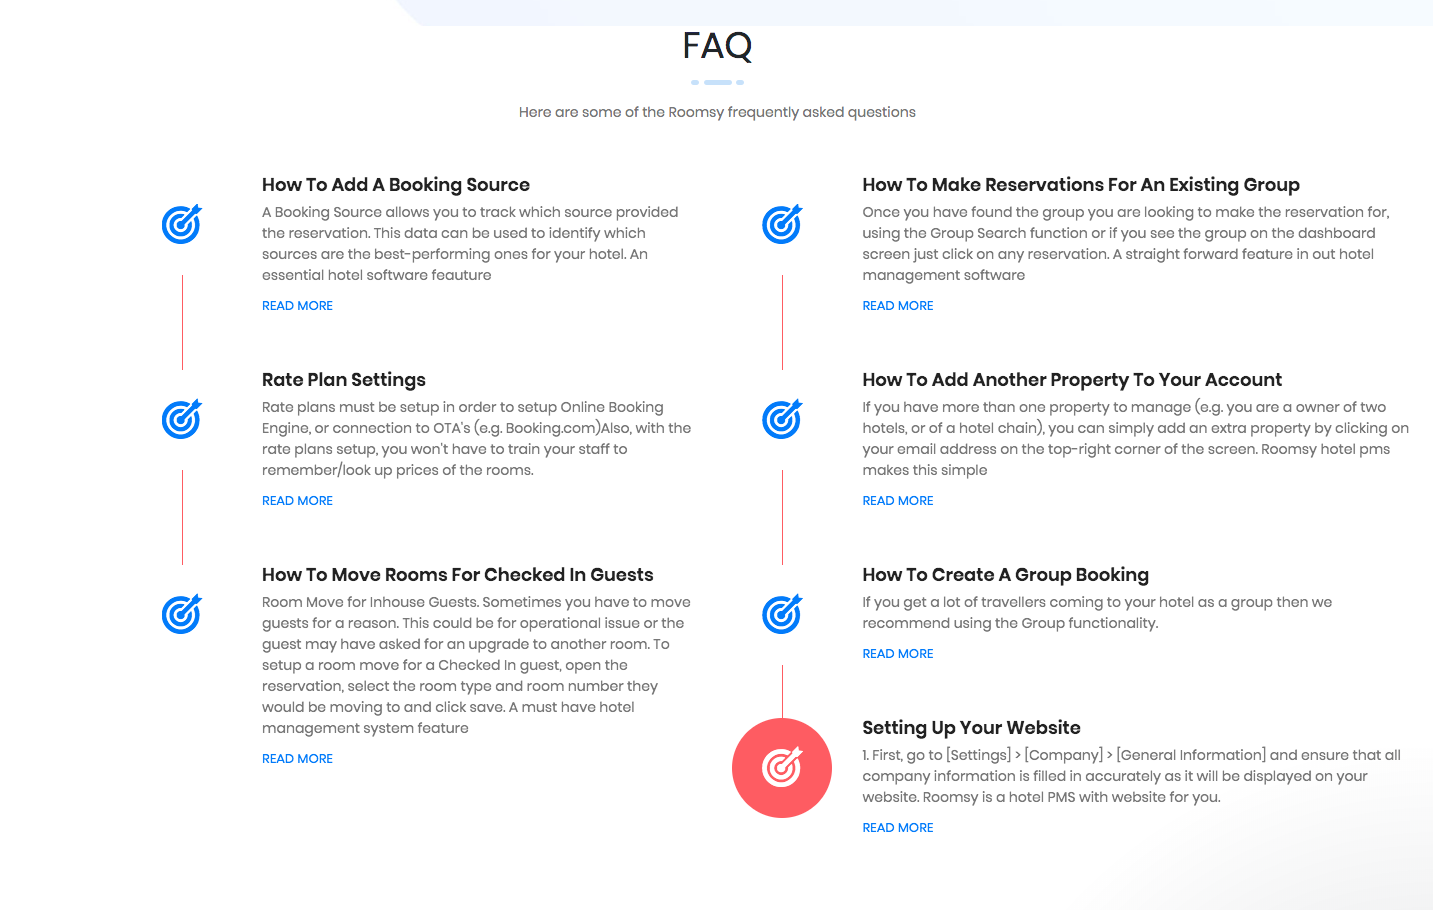 FAQ
Here are some of the Roomsy frequently asked questions
How To Add A Booking Source
A Booking Source allows you to track which source provided
the reservation. This data can be used to identify which
sources are the best-performing ones for your hotel. An
essential hotel software feauture
READ MORE
Rate Plan Settings
Rate plans must be setup in order to setup Online Booking
Engine, or connection to OTA's (e.g. Booking.com)Also, with the
rate plans setup, you won't have to train your staff to
remember/look up prices of the rooms.
READ MORE
How To Move Rooms For Checked In Guests
Room Move for Inhouse Guests. Sometimes you have to move
guests for a reason. This could be for operational issue or the
guest may have asked for an upgrade to another room. To
setup a room move for a Checked In guest, open the
reservation, select the room type and room number they
would be moving to and click save. A must have hotel
management system feature
READ MORE
How To Make Reservations For An Existing Group
Once you have found the group you are looking to make the reservation for,
using the Group Search function or if you see the group on the dashboard
screen just click on any reservation. A straight forward feature in out hotel
management software
READ MORE
How To Add Another Property To Your Account
If you have more than one property to manage (e.g. you are a owner of two
hotels, or of a hotel chain), you can simply add an extra property by clicking on
your email address on the top-right corner of the screen. Roomsy hotel pms
makes this simple
READ MORE
How To Create A Group Booking
If you get a lot of travellers coming to your hotel as a group then we
recommend using the Group functionality.
READ MORE
Setting Up Your Website
1. First, go to [Settings] > [Company] > [General Information] and ensure that all
company information is filled in accurately as it will be displayed on your
website. Roomsy is a hotel PMS with website for you.
READ MORE